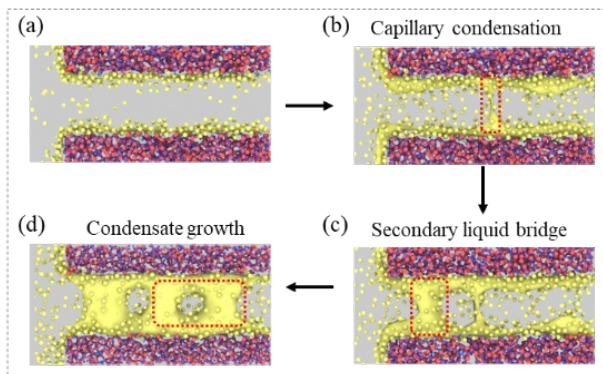 (a)
(b) Capillary condensation
(d) Condensate growth
(c) Secondary liquid bridge